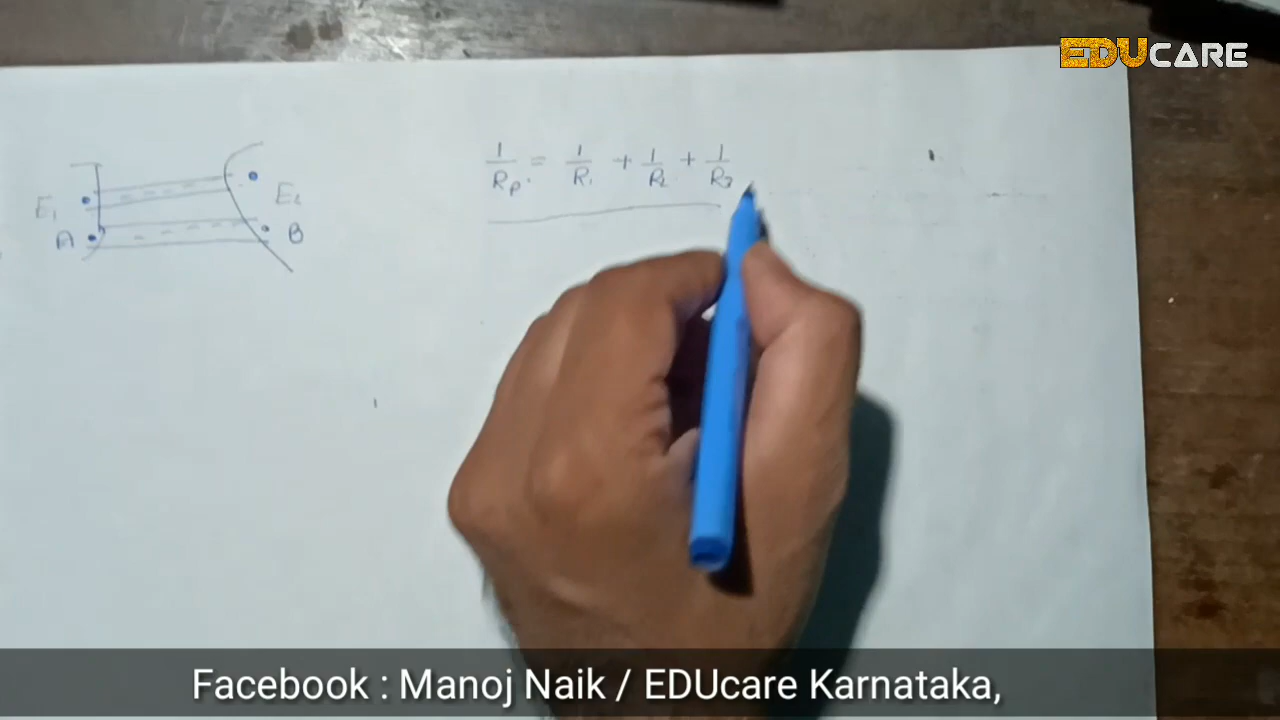 EDUCARE
1/Rp. = 1/R1 + 1/R2 + 1/R3
E1 E2
A B
Facebook : Manoj Naik / EDUcare Karnataka,